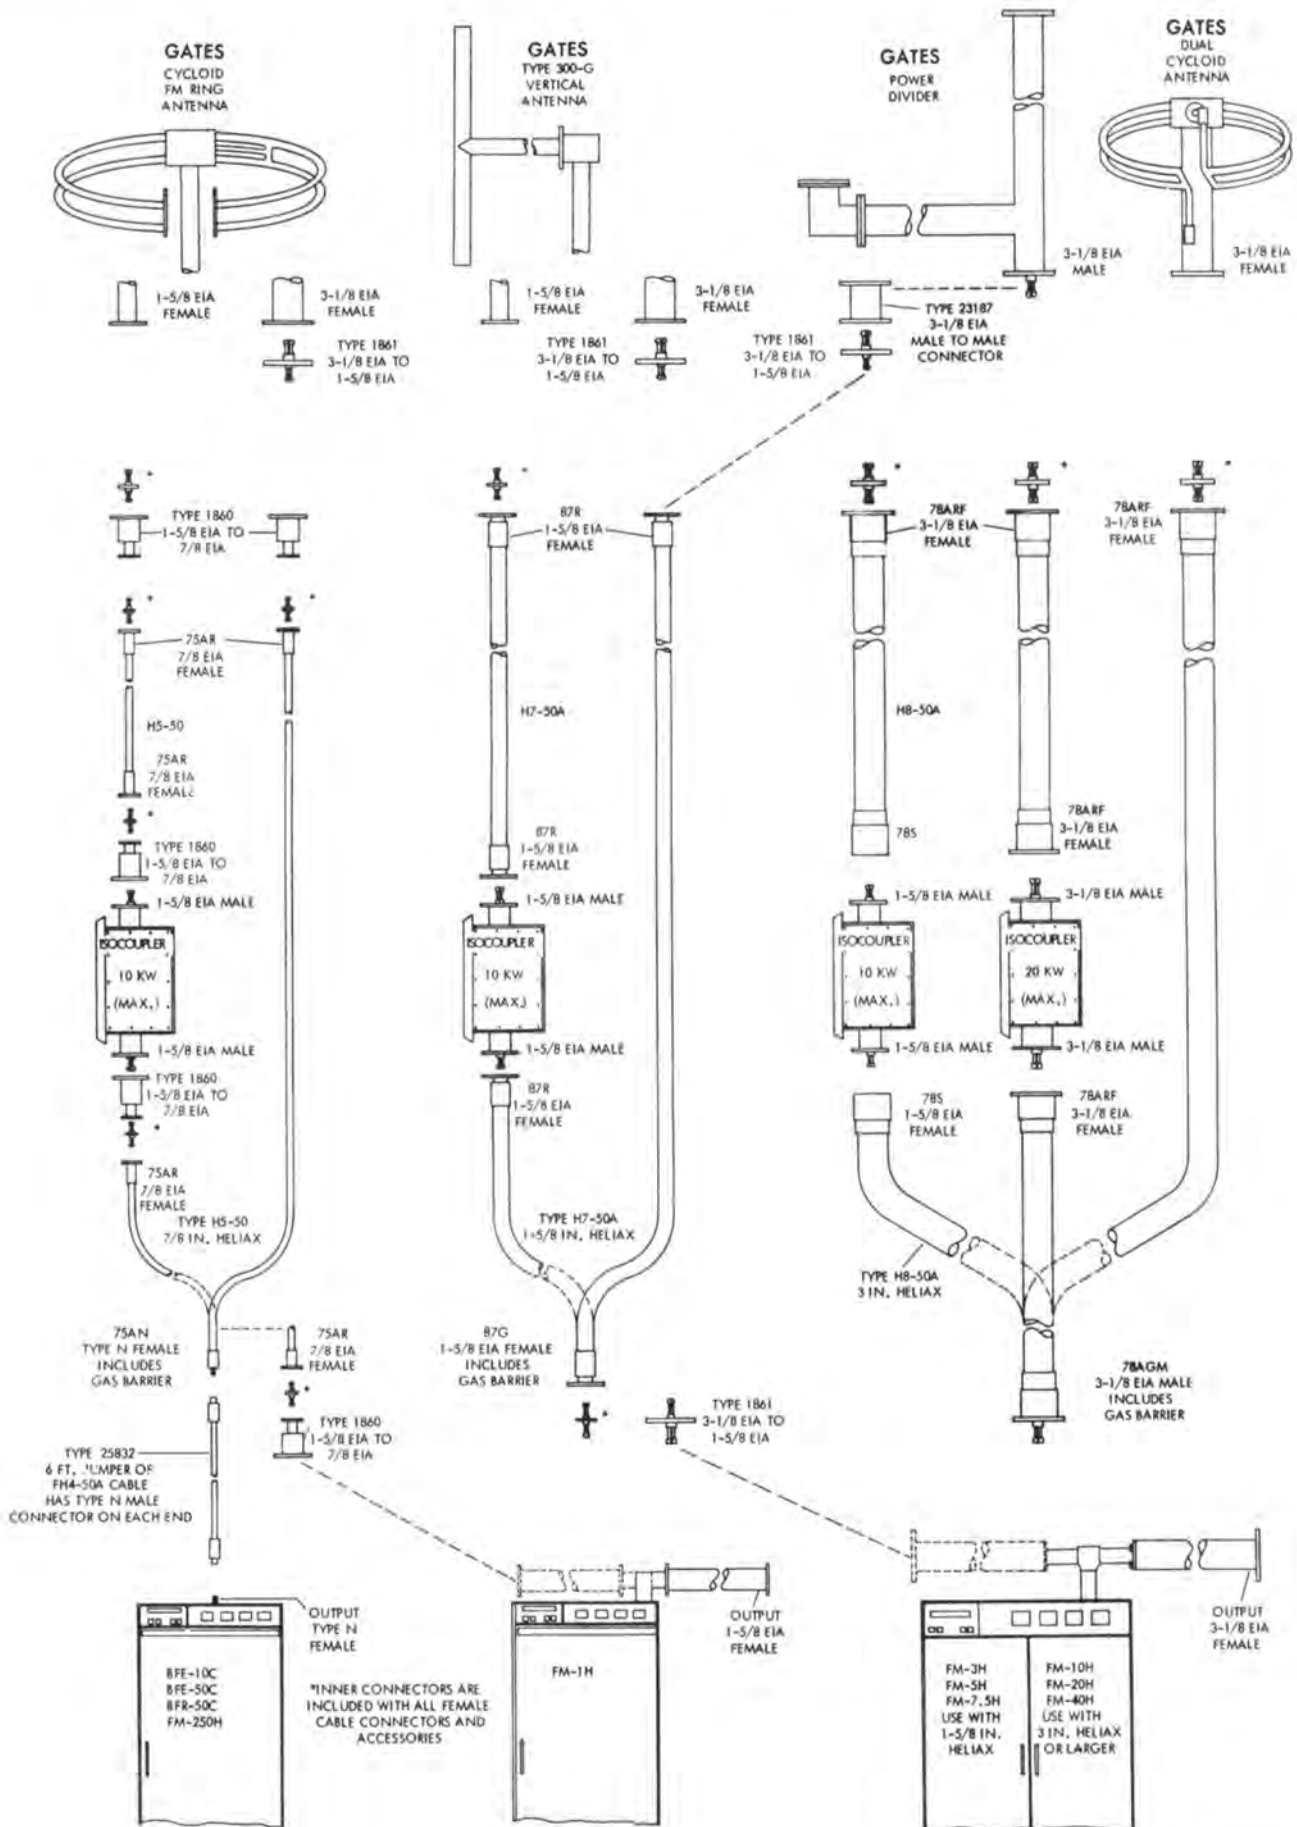 GATES
CYCLOID
FM RING
ANTENNA
GATES
TYPE 300-G
VERTICAL
ANTENNA
GATES
POWER
DIVIDER
GATES
DUAL
CYCLOID
ANTENNA
1-5/8 EIA
FEMALE
3-1/8 EIA
FEMALE
TYPE 1861
3-1/8 EIA TO
1-5/8 EIA
1-5/8 EIA
FEMALE
3-1/8 EIA
FEMALE
TYPE 1861
3-1/8 EIA TO
1-5/8 EIA
3-1/8 EIA
MALE
3-1/8 EIA
FEMALE
TYPE 23187
3-1/8 EIA
MALE TO MALE
CONNECTOR
TYPE 1861
3-1/8 EIA TO
1-5/8 EIA
*
TYPE 1860
1-5/8 EIA TO
7/8 EIA
*
*
75AR
7/8 EIA
FEMALE
H5-50
75AR
7/8 EIA
FEMALE
*
TYPE 1860
1-5/8 EIA TO
7/8 EIA
1-5/8 EIA MALE
ISOCOUPLER
10 KW
(MAX.)
1-5/8 EIA MALE
TYPE 1860
1-5/8 EIA TO
7/8 EIA
*
75AR
7/8 EIA
FEMALE
TYPE H5-50
7/8 IN. HELIAX
75AN
TYPE N FEMALE
INCLUDES
GAS BARRIER
75AR
7/8 EIA
FEMALE
*
TYPE 1860
1-5/8 EIA TO
7/8 EIA
TYPE 25832
6 FT. JUMPER OF
FH4-50A CABLE
HAS TYPE N MALE
CONNECTOR ON EACH END
*
87R
1-5/8 EIA
FEMALE
H7-50A
87R
1-5/8 EIA
FEMALE
1-5/8 EIA MALE
ISOCOUPLER
10 KW
(MAX.)
1-5/8 EIA MALE
87R
1-5/8 EIA
FEMALE
TYPE H7-50A
1-5/8 IN. HELIAX
87G
1-5/8 EIA FEMALE
INCLUDES
GAS BARRIER
*
TYPE 1861
3-1/8 EIA TO
1-5/8 EIA
*
*
*
78ARF
3-1/8 EIA
FEMALE
78ARF
3-1/8 EIA
FEMALE
H8-50A
78S
78ARF
3-1/8 EIA
FEMALE
1-5/8 EIA MALE
3-1/8 EIA MALE
ISOCOUPLER
10 KW
(MAX.)
ISOCOUPLER
20 KW
(MAX.)
1-5/8 EIA MALE
3-1/8 EIA MALE
78S
1-5/8 EIA
FEMALE
78ARF
3-1/8 EIA
FEMALE
TYPE H8-50A
3 IN. HELIAX
78AGM
3-1/8 EIA MALE
INCLUDES
GAS BARRIER
OUTPUT
TYPE N
FEMALE
BFE-10C
BFE-50C
BFR-50C
FM-250H
*INNER CONNECTORS ARE
INCLUDED WITH ALL FEMALE
CABLE CONNECTORS AND
ACCESSORIES
OUTPUT
1-5/8 EIA
FEMALE
FM-1H
OUTPUT
3-1/8 EIA
FEMALE
FM-3H
FM-5H
FM-7.5H
USE WITH
1-5/8 IN.
HELIAX
FM-10H
FM-20H
FM-40H
USE WITH
3 IN. HELIAX
OR LARGER